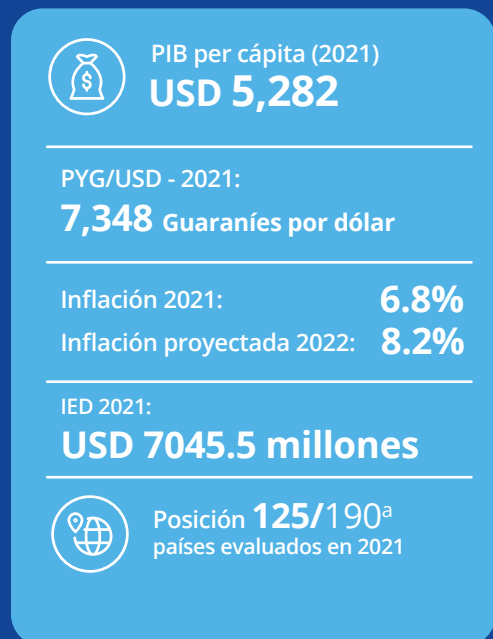 PIB per cápita (2021)
USD 5,282
PYG/USD - 2021:
7,348 Guaraníes por dólar
Inflación 2021: 6.8%
Inflación proyectada 2022: 8.2%
IED 2021:
USD 7045.5 millones
Posición 125/190ª
países evaluados en 2021